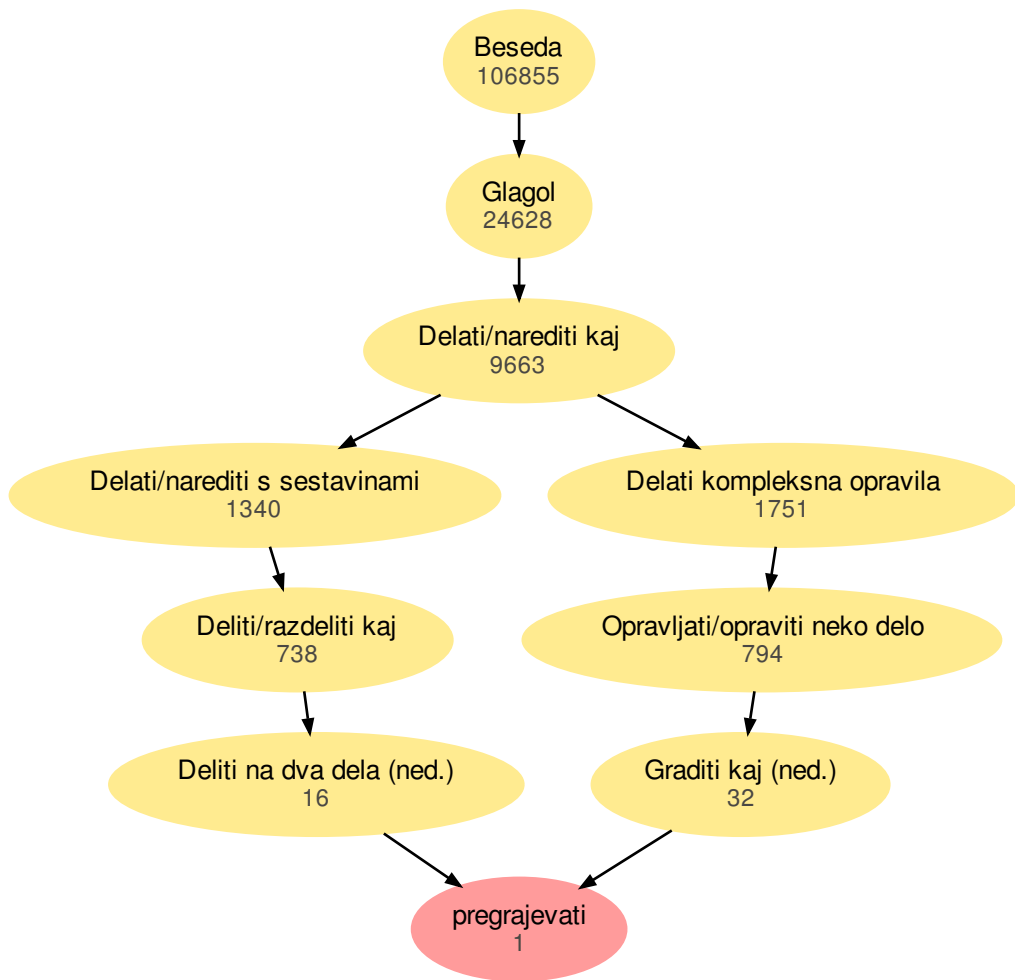 Beseda
106855
Glagol
24628
Delati/narediti kaj
9663
Delati/narediti s sestavinami
1340
Delati kompleksna opravila
1751
Deliti/razdeliti kaj
738
Opravljati/opraviti neko delo
794
Deliti na dva dela (ned.)
16
Graditi kaj (ned.)
32
pregrajevati
1